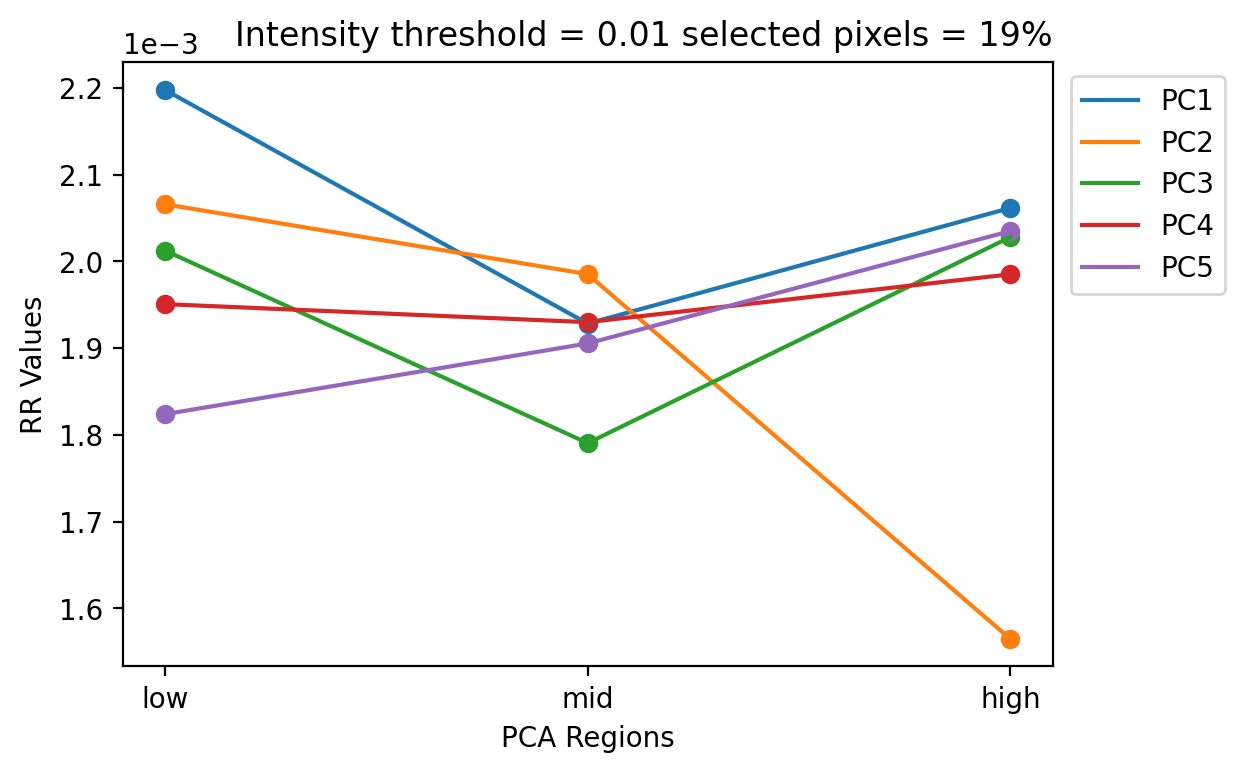 Intensity threshold = 0.01 selected pixels = 19%
1e−3
2.2
2.1
2.0
1.9
1.8
1.7
1.6
RR Values
low
mid
high
PCA Regions
PC1
PC2
PC3
PC4
PC5